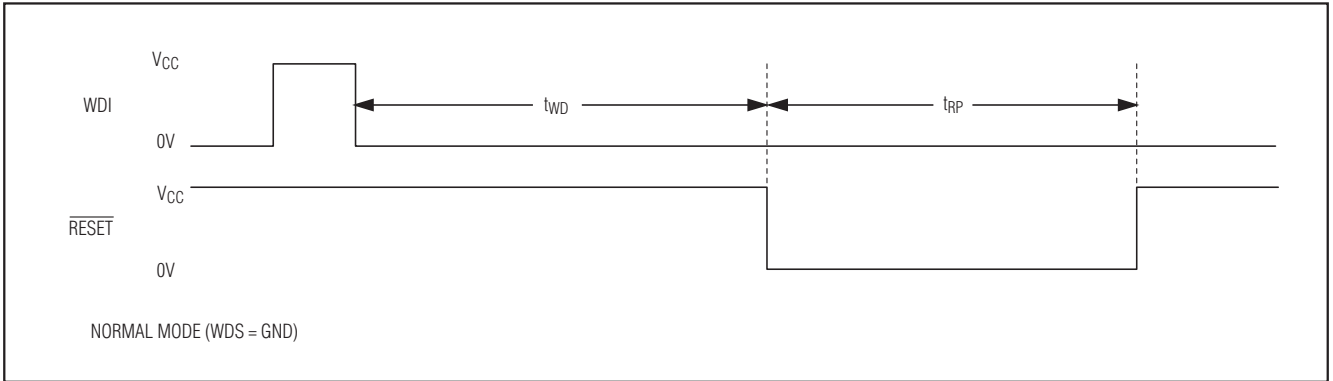 VCC
WDI
tWD
tRP
0V
VCC
RESET
0V
NORMAL MODE (WDS = GND)